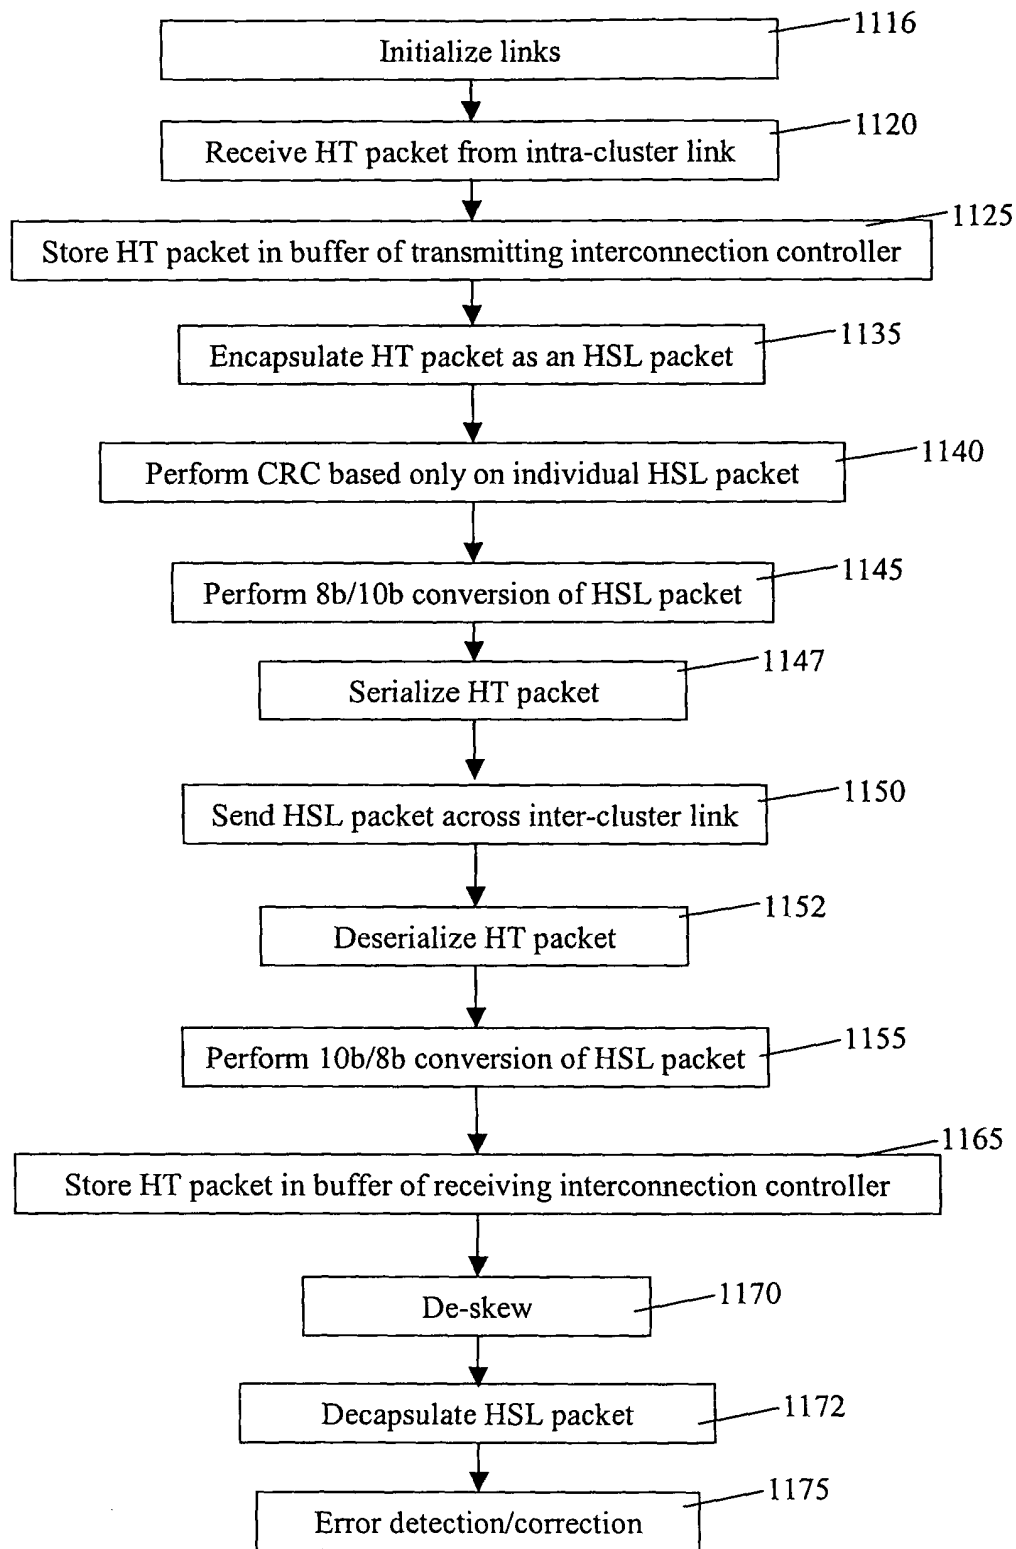 1116
Initialize links
1120
Receive HT packet from intra-cluster link
1125
Store HT packet in buffer of transmitting interconnection controller
1135
Encapsulate HT packet as an HSL packet
1140
Perform CRC based only on individual HSL packet
1145
Perform 8b/10b conversion of HSL packet
1147
Serialize HT packet
1150
Send HSL packet across inter-cluster link
1152
Deserialize HT packet
1155
Perform 10b/8b conversion of HSL packet
1165
Store HT packet in buffer of receiving interconnection controller
1170
De-skew
1172
Decapsulate HSL packet
1175
Error detection/correction